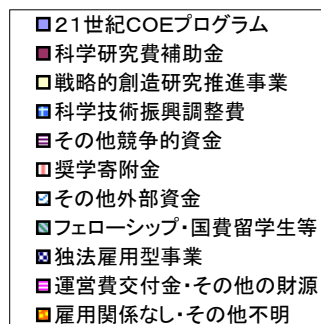 21世紀COEプログラム
科学研究費補助金
戦略的創造研究推進事業
科学技術振興調整費
その他競争的資金
奨学寄附金
その他外部資金
フェローシップ・国費留学生等
独法雇用型事業
運営費交付金・その他の財源
雇用関係なし・その他不明